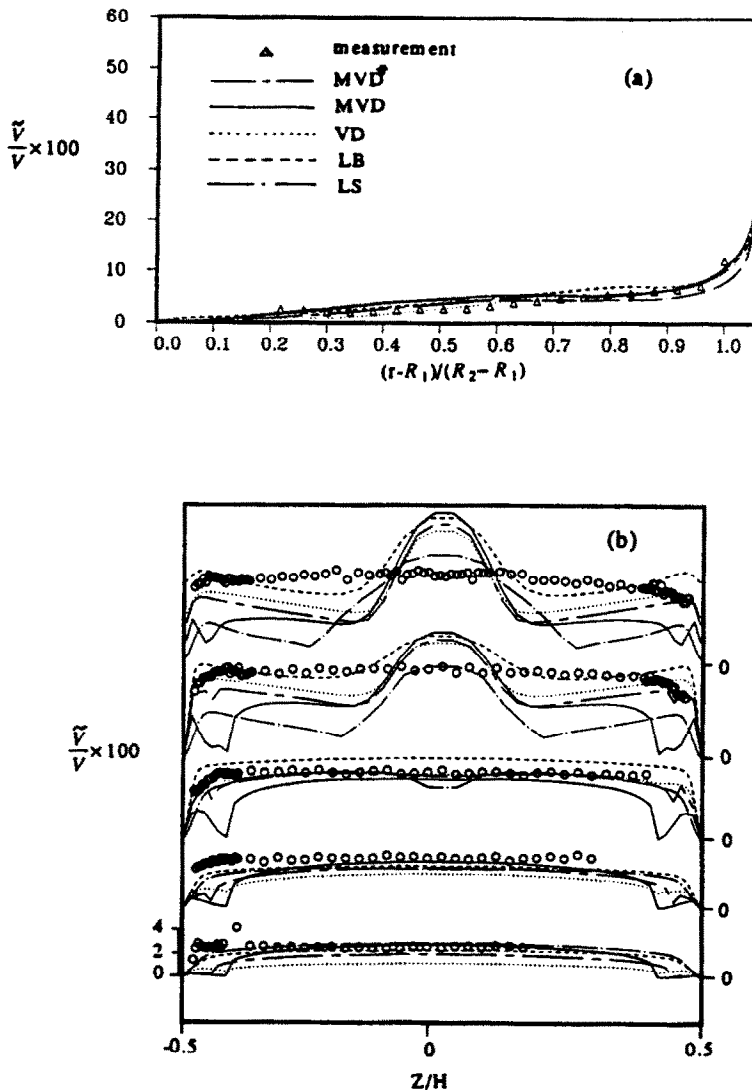 60
50
40
30
20
10
0
Ṽ/V ×100
measurement
MVD#
MVD
VD
LB
LS
(a)
0.0 0.1 0.2 0.3 0.4 0.5 0.6 0.7 0.8 0.9 1.0
(r-R1)/(R2-R1)
(b)
Ṽ/V ×100
0
0
0
0
0
4
2
0
-0.5 0 0.5
Z/H